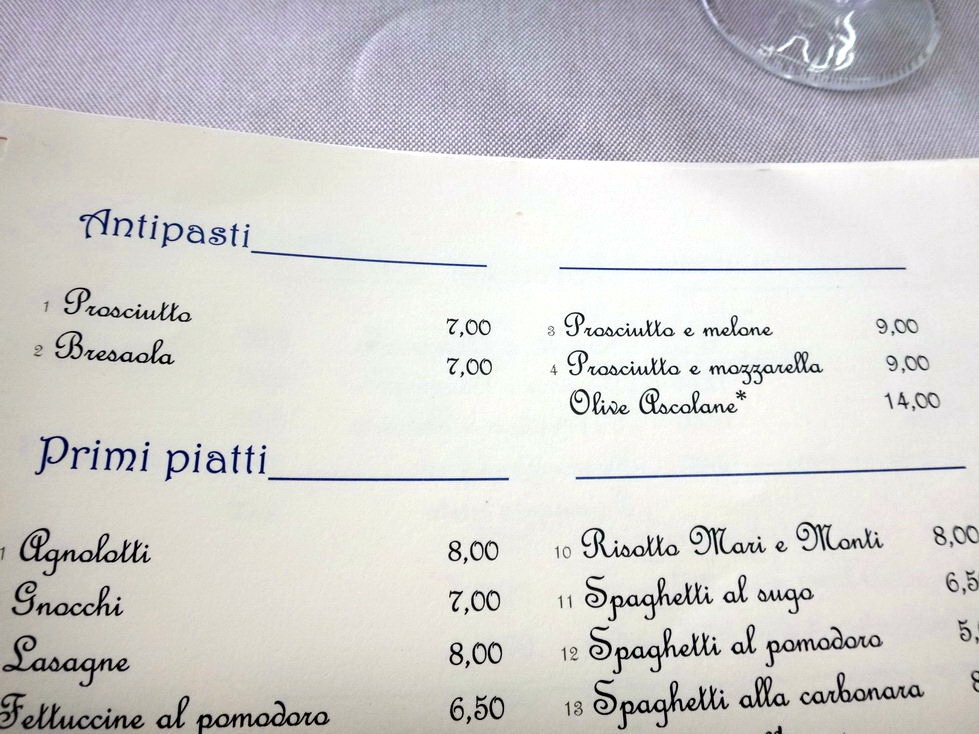 Antipasti
1 Prosciutto 7,00
2 Bresaola 7,00
3 Prosciutto e melone 9,00
4 Prosciutto e mozzarella 9,00
Olive Ascolane* 14,00
Primi piatti
1 Agnolotti 8,00
Gnocchi 7,00
Lasagne 8,00
Fettuccine al pomodoro 6,50
10 Risotto Mari e Monti 8,00
11 Spaghetti al sugo 6,5
12 Spaghetti al pomodoro 5,
13 Spaghetti alla carbonara